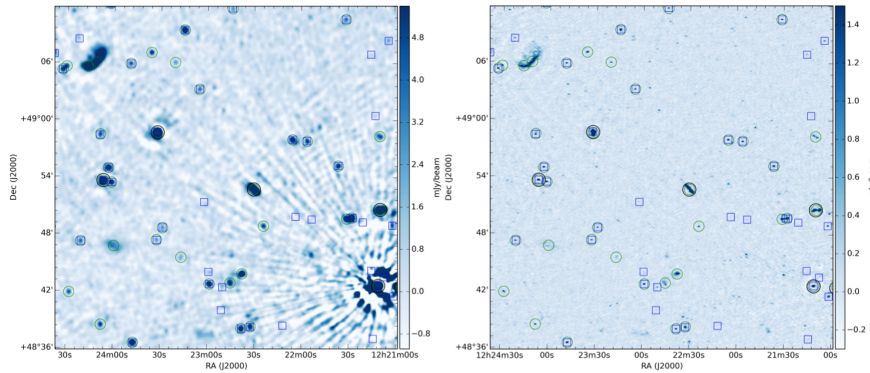 06'
+49°00'
54'
48'
42'
+48°36'
Dec (J2000)
30s
24m00s
30s
23m00s
30s
22m00s
30s
12h21m00s
RA (J2000)
4.8
4.0
3.2
2.4
1.6
0.8
0.0
−0.8
mJy/beam
06'
+49°00'
54'
48'
42'
+48°36'
Dec (J2000)
12h24m30s
00s
23m30s
00s
22m30s
00s
21m30s
00s
RA (J2000)
1.4
1.2
1.0
0.8
0.6
0.4
0.2
0.0
−0.2